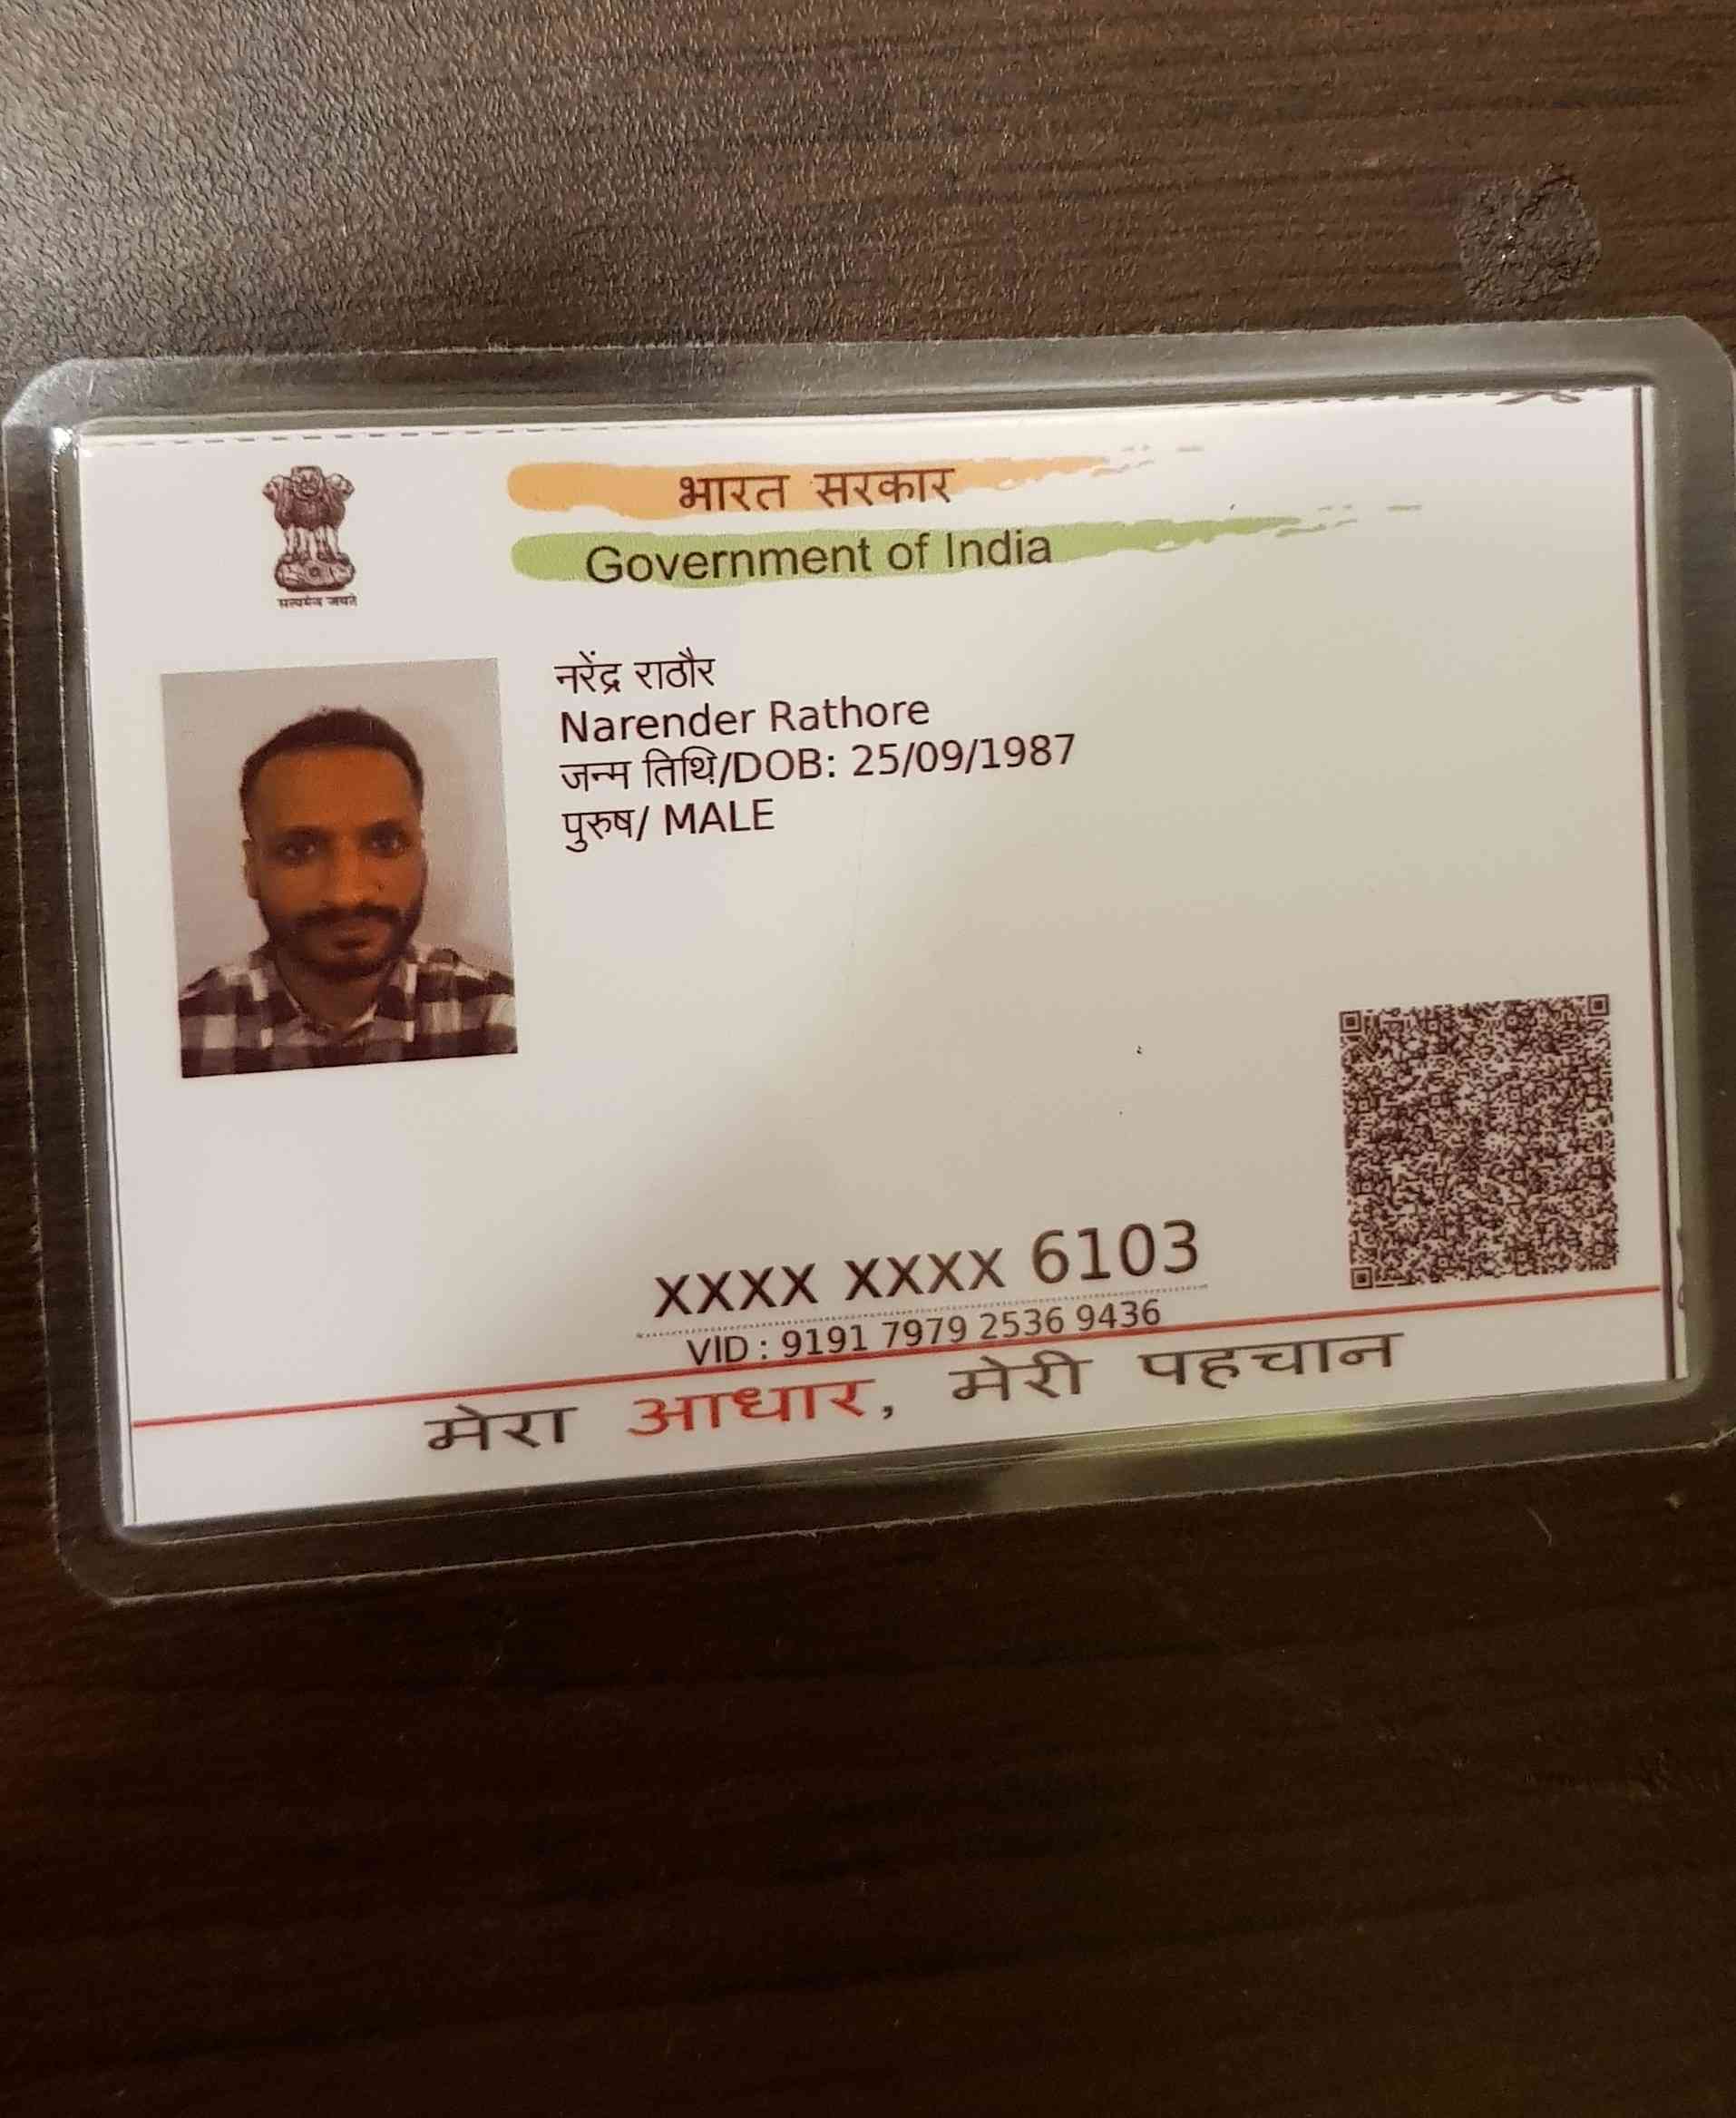 भारत सरकार
Government of India
सत्यमेव जयते
नरेंद्र राठौर
Narender Rathore
जन्म तिथि/DOB: 25/09/1987
पुरुष/ MALE
XXXX XXXX 6103
VID : 9191 7979 2536 9436
मेरा आधार, मेरी पहचान